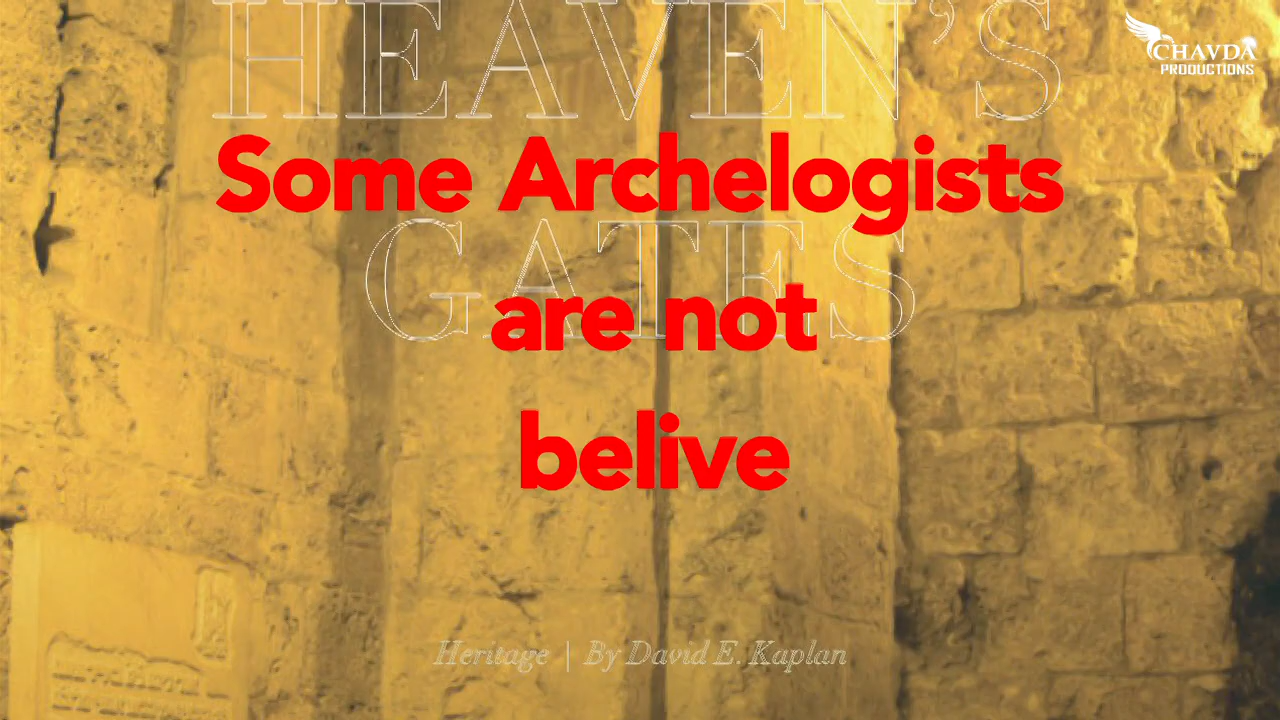 HEAVEN'S
CHAVDA
PRODUCTIONS
Some Archelogists
GATES
are not
belive
Heritage | By David E. Kaplan